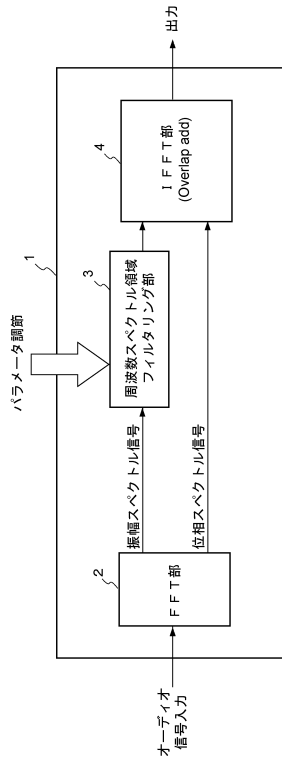 パラメータ調節
1
オーディオ
信号入力
2
FFT部
振幅スペクトル信号
位相スペクトル信号
3
周波数スペクトル領域
フィルタリング部
4
IFFT部
(Overlap add)
出力